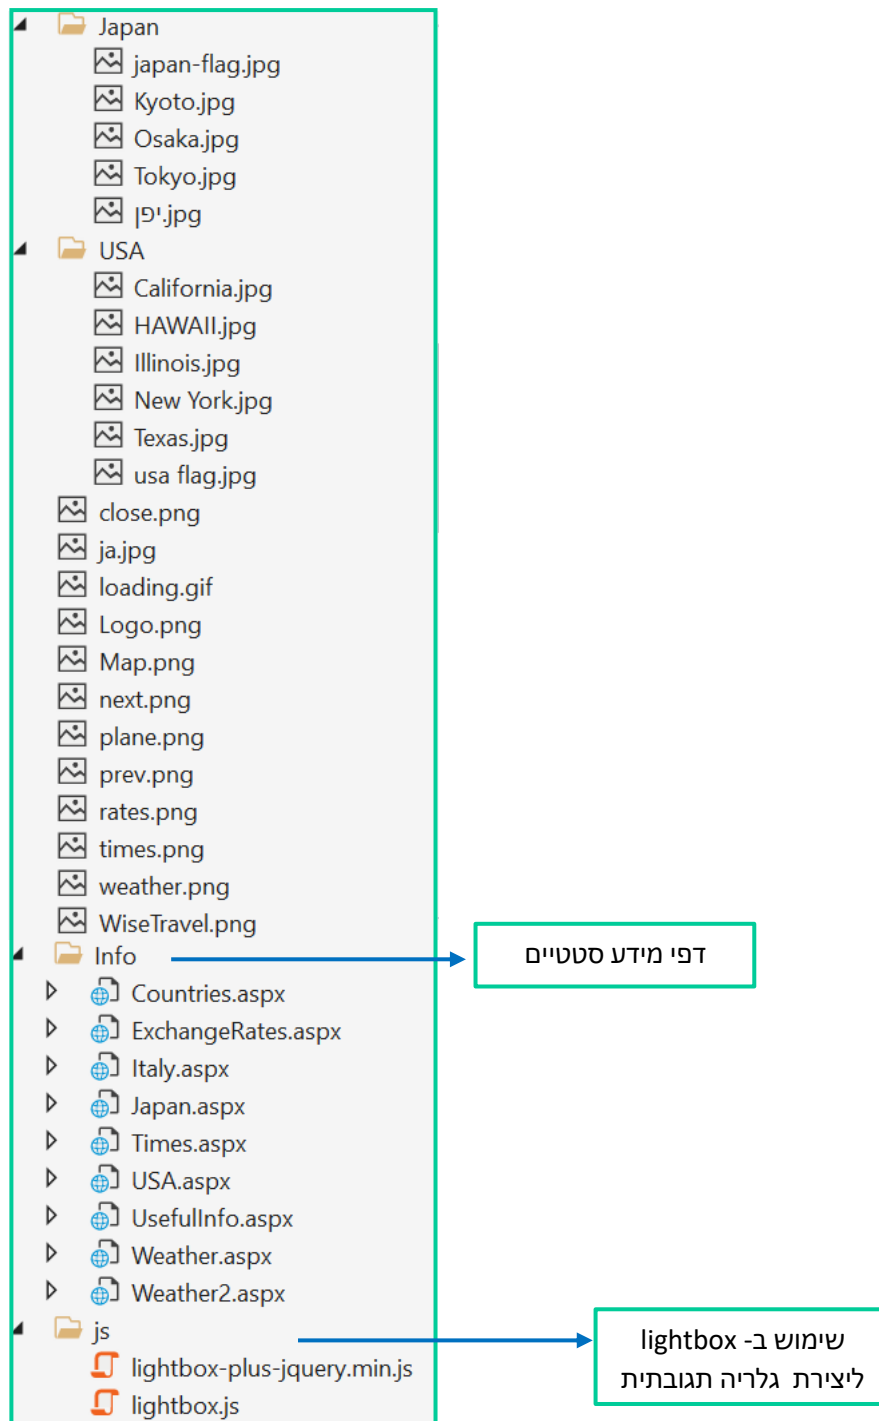 Japan
japan-flag.jpg
Kyoto.jpg
Osaka.jpg
Tokyo.jpg
יפן.jpg
USA
California.jpg
HAWAII.jpg
Illinois.jpg
New York.jpg
Texas.jpg
usa flag.jpg
close.png
ja.jpg
loading.gif
Logo.png
Map.png
next.png
plane.png
prev.png
rates.png
times.png
weather.png
WiseTravel.png
Info
דפי מידע סטטיים
Countries.aspx
ExchangeRates.aspx
Italy.aspx
Japan.aspx
Times.aspx
USA.aspx
UsefulInfo.aspx
Weather.aspx
Weather2.aspx
js
שימוש ב- lightbox
ליצירת גלריה תגובתית
lightbox-plus-jquery.min.js
lightbox.js